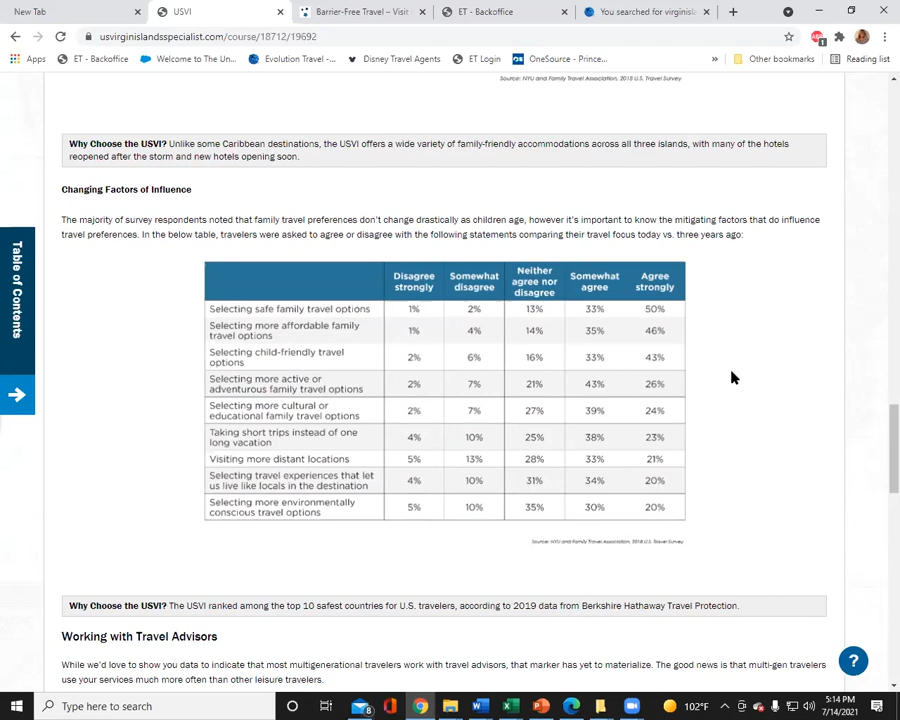 New Tab
USVI
Barrier-Free Travel – Visit
ET - Backoffice
You searched for virginisl
usvirginislandsspecialist.com/course/18712/19692
Apps
ET - Backoffice
Welcome to The Un...
Evolution Travel -...
Disney Travel Agents
ET Login
OneSource - Prince...
»
Other bookmarks
Reading list
Source: NYU and Family Travel Association, 2018 U.S. Travel Survey
Why Choose the USVI? Unlike some Caribbean destinations, the USVI offers a wide variety of family-friendly accommodations across all three islands, with many of the hotels
reopened after the storm and new hotels opening soon.
Changing Factors of Influence
The majority of survey respondents noted that family travel preferences don't change drastically as children age, however it's important to know the mitigating factors that do influence
travel preferences. In the below table, travelers were asked to agree or disagree with the following statements comparing their travel focus today vs. three years ago:
Table of Contents
Disagree strongly Somewhat disagree Neither agree nor disagree Somewhat agree Agree strongly
Selecting safe family travel options 1% 2% 13% 33% 50%
Selecting more affordable family
travel options 1% 4% 14% 35% 46%
Selecting child-friendly travel
options 2% 6% 16% 33% 43%
Selecting more active or
adventurous family travel options 2% 7% 21% 43% 26%
Selecting more cultural or
educational family travel options 2% 7% 27% 39% 24%
Taking short trips instead of one
long vacation 4% 10% 25% 38% 23%
Visiting more distant locations 5% 13% 28% 33% 21%
Selecting travel experiences that let
us live like locals in the destination 4% 10% 31% 34% 20%
Selecting more environmentally
conscious travel options 5% 10% 35% 30% 20%
Source: NYU and Family Travel Association, 2018 U.S. Travel Survey
Why Choose the USVI? The USVI ranked among the top 10 safest countries for U.S. travelers, according to 2019 data from Berkshire Hathaway Travel Protection.
Working with Travel Advisors
While we'd love to show you data to indicate that most multigenerational travelers work with travel advisors, that marker has yet to materialize. The good news is that multi-gen travelers
use your services much more often than other leisure travelers.
?
Type here to search
102°F
5:14 PM
7/14/2021